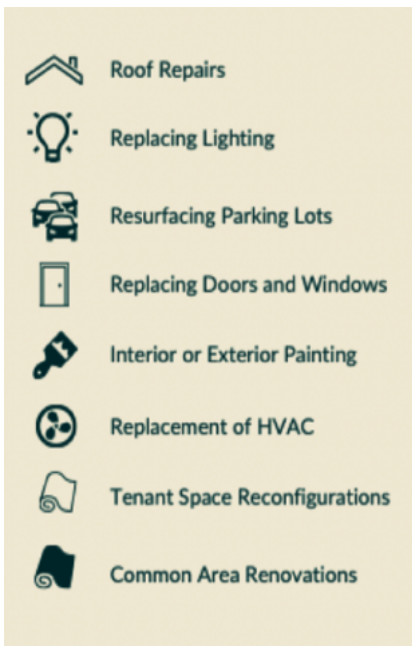 Roof Repairs
Replacing Lighting
Resurfacing Parking Lots
Replacing Doors and Windows
Interior or Exterior Painting
Replacement of HVAC
Tenant Space Reconfigurations
Common Area Renovations